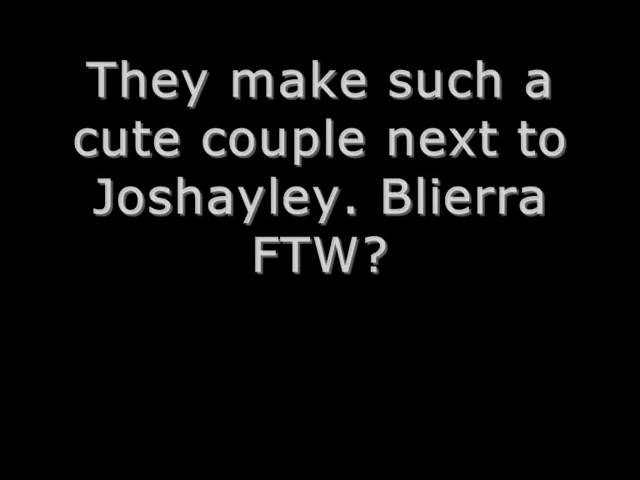 They make such a
cute couple next to
Joshayley. Blierra
FTW?